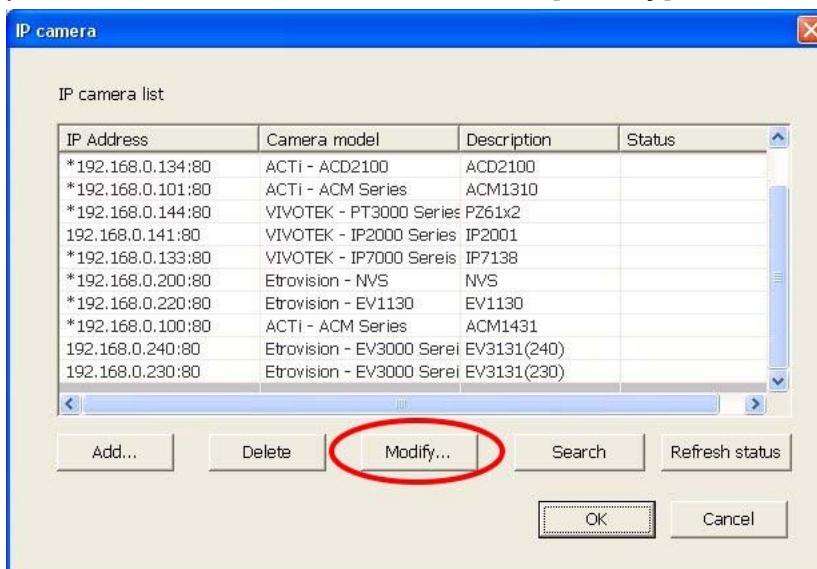 IP camera
IP camera list
IP Address Camera model Description Status
*192.168.0.134:80 ACTi - ACD2100 ACD2100
*192.168.0.101:80 ACTi - ACM Series ACM1310
*192.168.0.144:80 VIVOTEK - PT3000 Series PZ61x2
192.168.0.141:80 VIVOTEK - IP2000 Series IP2001
*192.168.0.133:80 VIVOTEK - IP7000 Sereis IP7138
*192.168.0.200:80 Etrovision - NVS NVS
*192.168.0.220:80 Etrovision - EV1130 EV1130
*192.168.0.100:80 ACTi - ACM Series ACM1431
192.168.0.240:80 Etrovision - EV3000 Serei EV3131(240)
192.168.0.230:80 Etrovision - EV3000 Serei EV3131(230)
Add... Delete Modify... Search Refresh status
OK Cancel